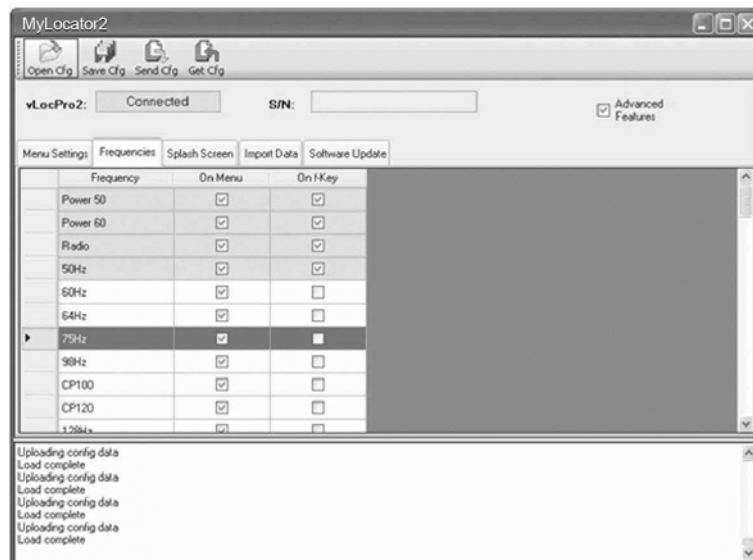 MyLocator2
Open Cfg Save Cfg Send Cfg Get Cfg
vLocPro2: Connected S/N: Advanced Features
Menu Settings Frequencies Splash Screen Import Data Software Update
Frequency On Menu On f-Key
Power 50
Power 60
Radio
50Hz
60Hz
64Hz
75Hz
98Hz
CP100
CP120
128Hz
Uploading config data
Load complete
Uploading config data
Load complete
Uploading config data
Load complete
Uploading config data
Load complete